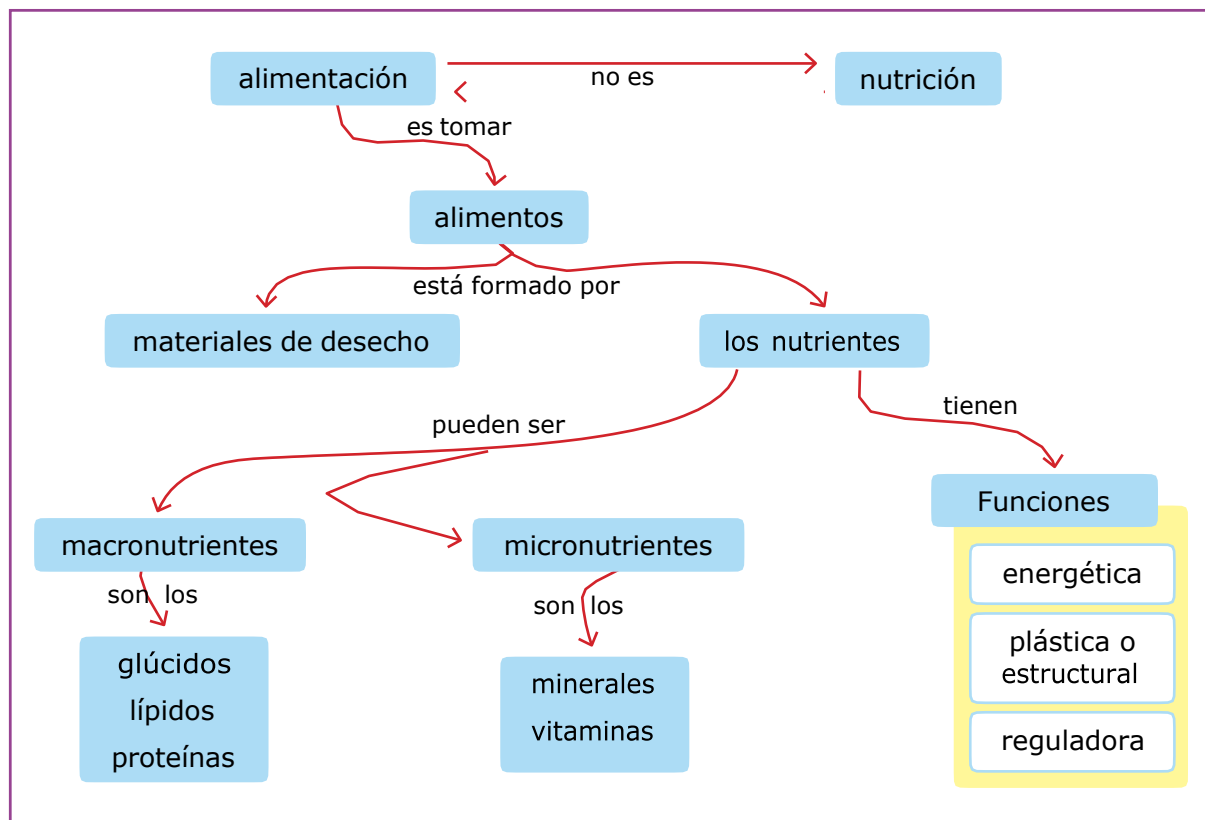 alimentación
no es
nutrición
es tomar
alimentos
está formado por
materiales de desecho
los nutrientes
pueden ser
tienen
macronutrientes
micronutrientes
Funciones
son los
son los
glúcidos
lípidos
proteínas
minerales
vitaminas
energética
plástica o
estructural
reguladora